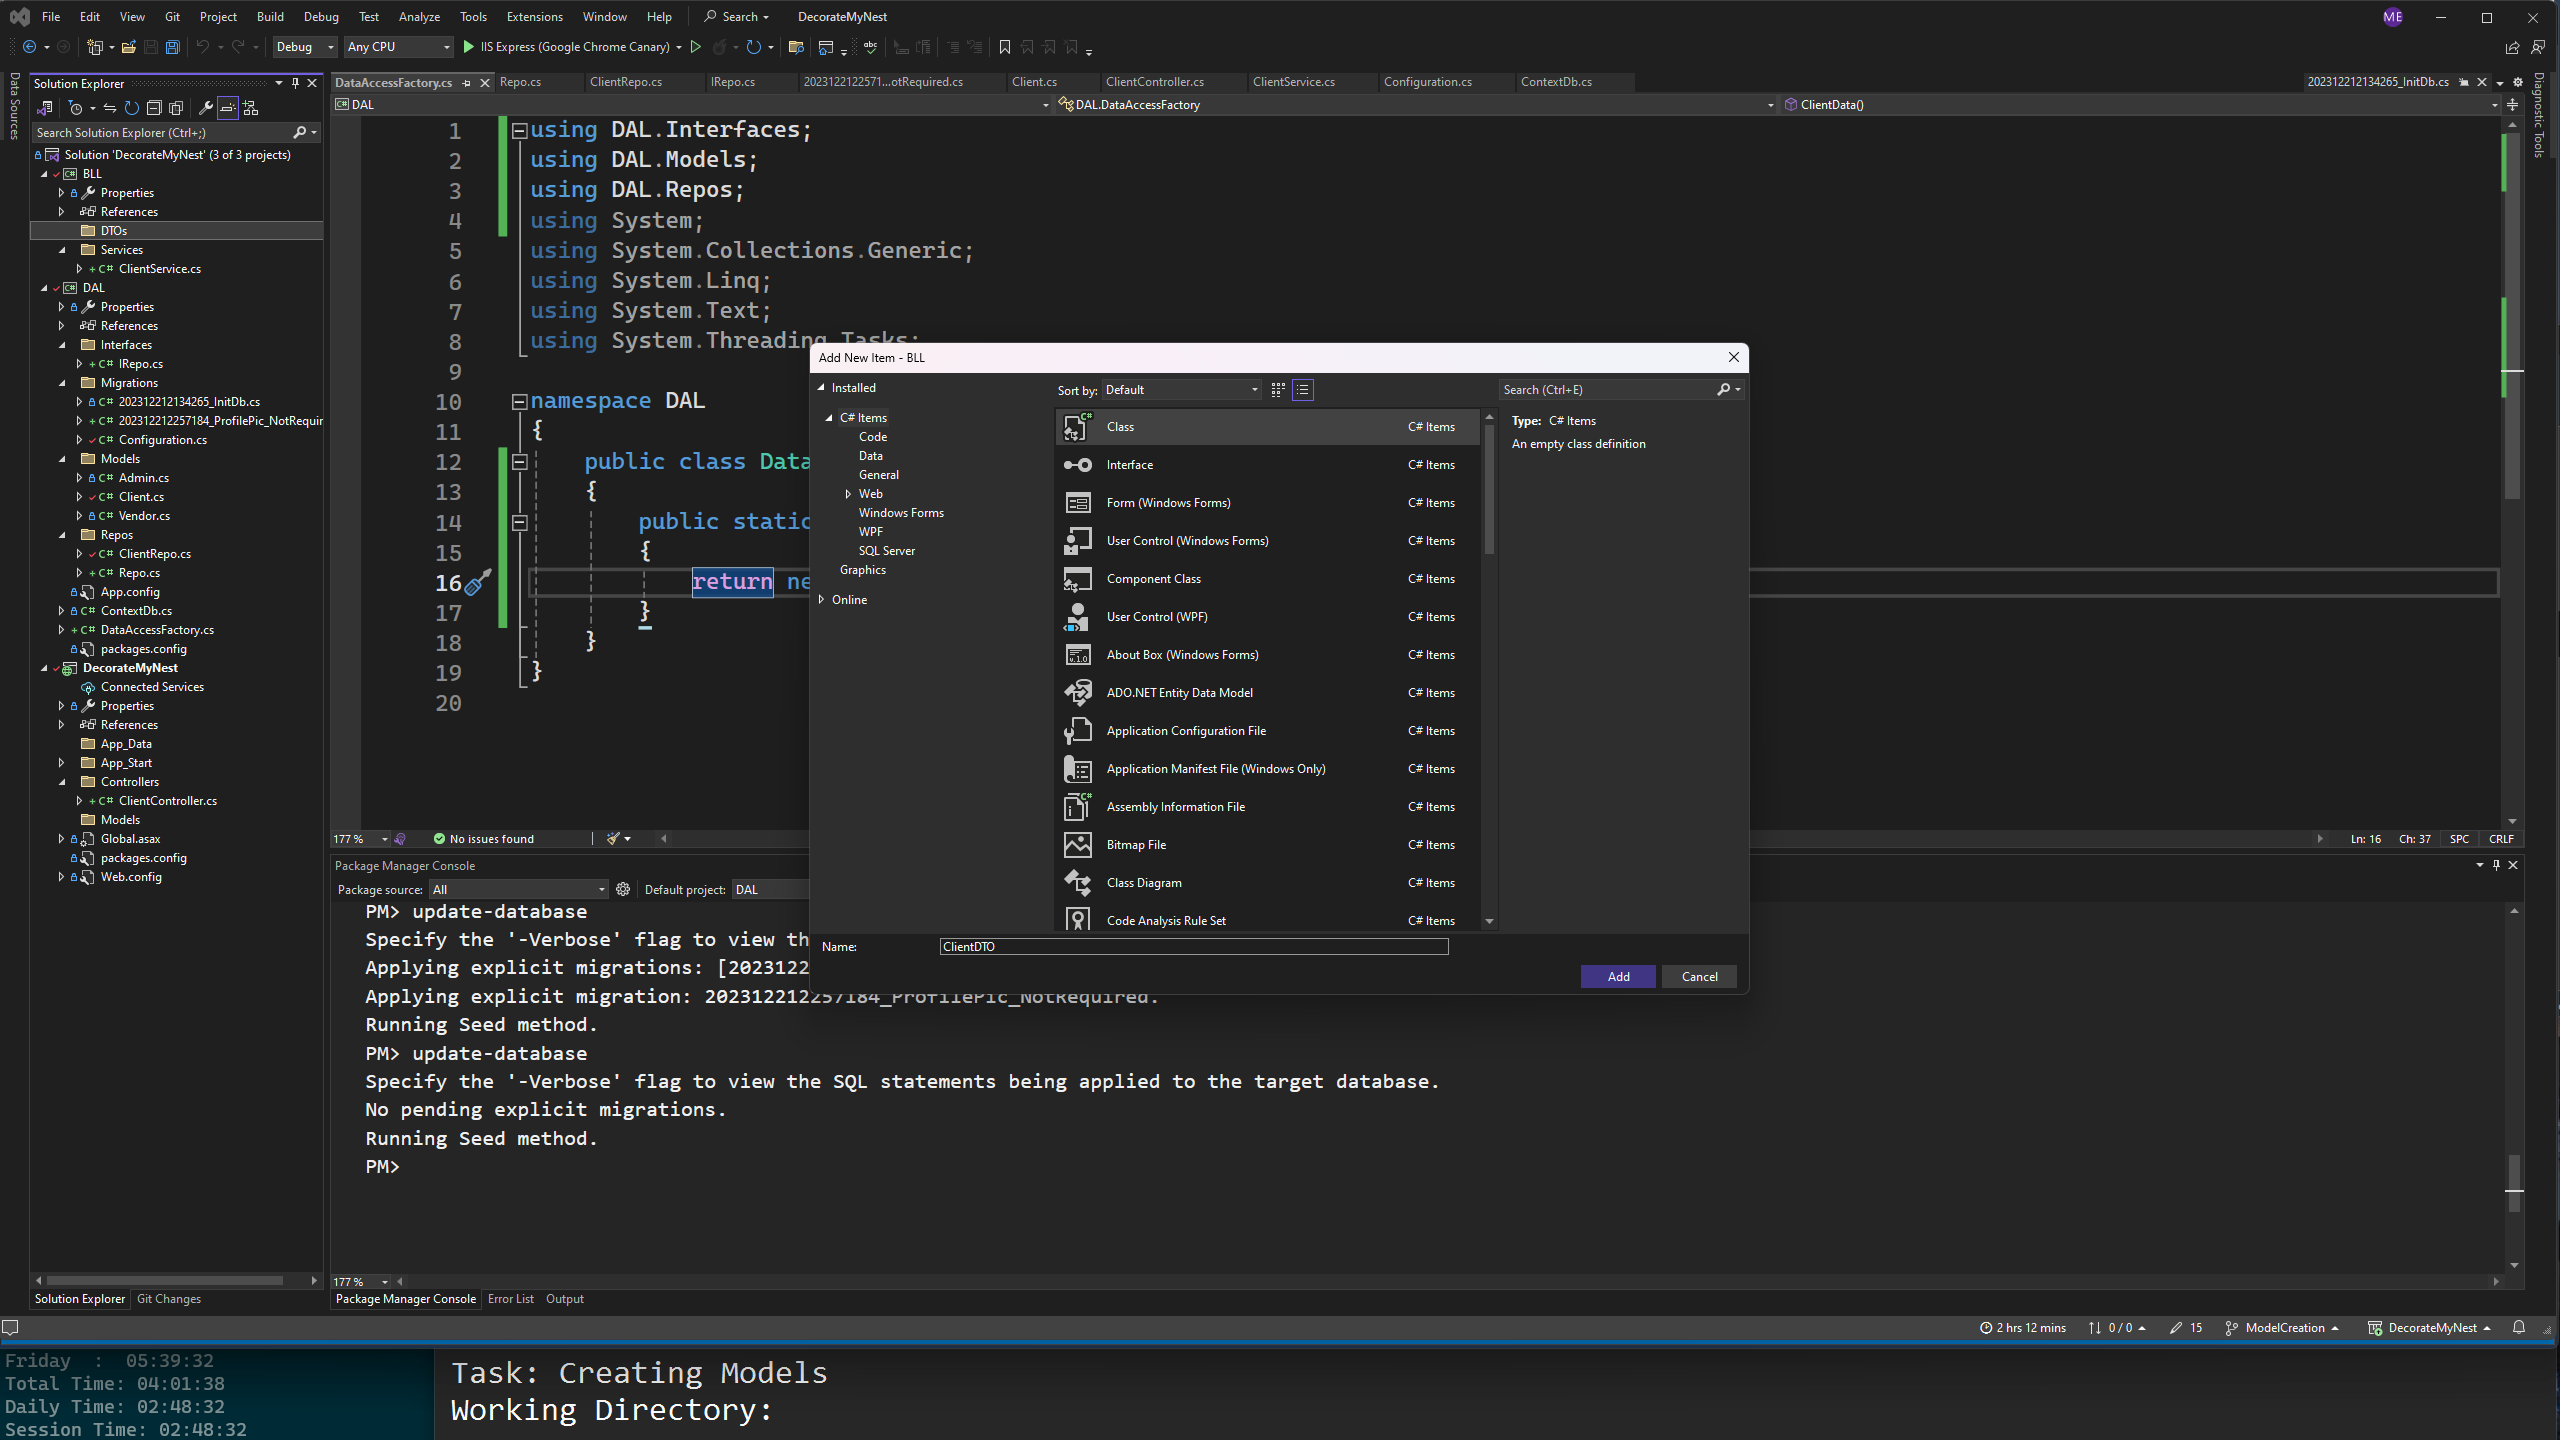 File Edit View Git Project Build Debug Test Analyze Tools Extensions Window Help Search DecorateMyNest ME
Debug Any CPU IIS Express (Google Chrome Canary)
Data Sources
Solution Explorer
Search Solution Explorer (Ctrl+;)
Solution 'DecorateMyNest' (3 of 3 projects)
BLL
Properties
References
DTOs
Services
ClientService.cs
DAL
Properties
References
Interfaces
IRepo.cs
Migrations
202312212134265_InitDb.cs
202312212257184_ProfilePic_NotRequir
Configuration.cs
Models
Admin.cs
Client.cs
Vendor.cs
Repos
ClientRepo.cs
Repo.cs
App.config
ContextDb.cs
DataAccessFactory.cs
packages.config
DecorateMyNest
Connected Services
Properties
References
App_Data
App_Start
Controllers
ClientController.cs
Models
Global.asax
packages.config
Web.config
Solution Explorer Git Changes
DataAccessFactory.cs Repo.cs ClientRepo.cs IRepo.cs 2023122122571...otRequired.cs Client.cs ClientController.cs ClientService.cs Configuration.cs ContextDb.cs 202312212134265_InitDb.cs
DAL DAL.DataAccessFactory ClientData()
Diagnostic Tools
1 using DAL.Interfaces;
2 using DAL.Models;
3 using DAL.Repos;
4 using System;
5 using System.Collections.Generic;
6 using System.Linq;
7 using System.Text;
8 using System.Threading.Tasks;
9
10 namespace DAL
11 {
12 public class Data
13 {
14 public static
15 {
16 return ne
17 }
18 }
19 }
20
177 % No issues found Ln: 16 Ch: 37 SPC CRLF
Add New Item - BLL
Installed
C# Items
Code
Data
General
Web
Windows Forms
WPF
SQL Server
Graphics
Online
Sort by: Default
Class C# Items
Interface C# Items
Form (Windows Forms) C# Items
User Control (Windows Forms) C# Items
Component Class C# Items
User Control (WPF) C# Items
About Box (Windows Forms) C# Items
ADO.NET Entity Data Model C# Items
Application Configuration File C# Items
Application Manifest File (Windows Only) C# Items
Assembly Information File C# Items
Bitmap File C# Items
Class Diagram C# Items
Code Analysis Rule Set C# Items
Search (Ctrl+E)
Type: C# Items
An empty class definition
Name: ClientDTO
Add Cancel
Package Manager Console
Package source: All Default project: DAL
PM> update-database
Specify the '-Verbose' flag to view th
Applying explicit migrations: [2023122
Applying explicit migration: 202312212257184_ProfilePic_NotRequired.
Running Seed method.
PM> update-database
Specify the '-Verbose' flag to view the SQL statements being applied to the target database.
No pending explicit migrations.
Running Seed method.
PM>
177 %
Package Manager Console Error List Output
2 hrs 12 mins 0 / 0 15 ModelCreation DecorateMyNest
Friday : 05:39:32
Total Time: 04:01:38
Daily Time: 02:48:32
Session Time: 02:48:32
Task: Creating Models
Working Directory: